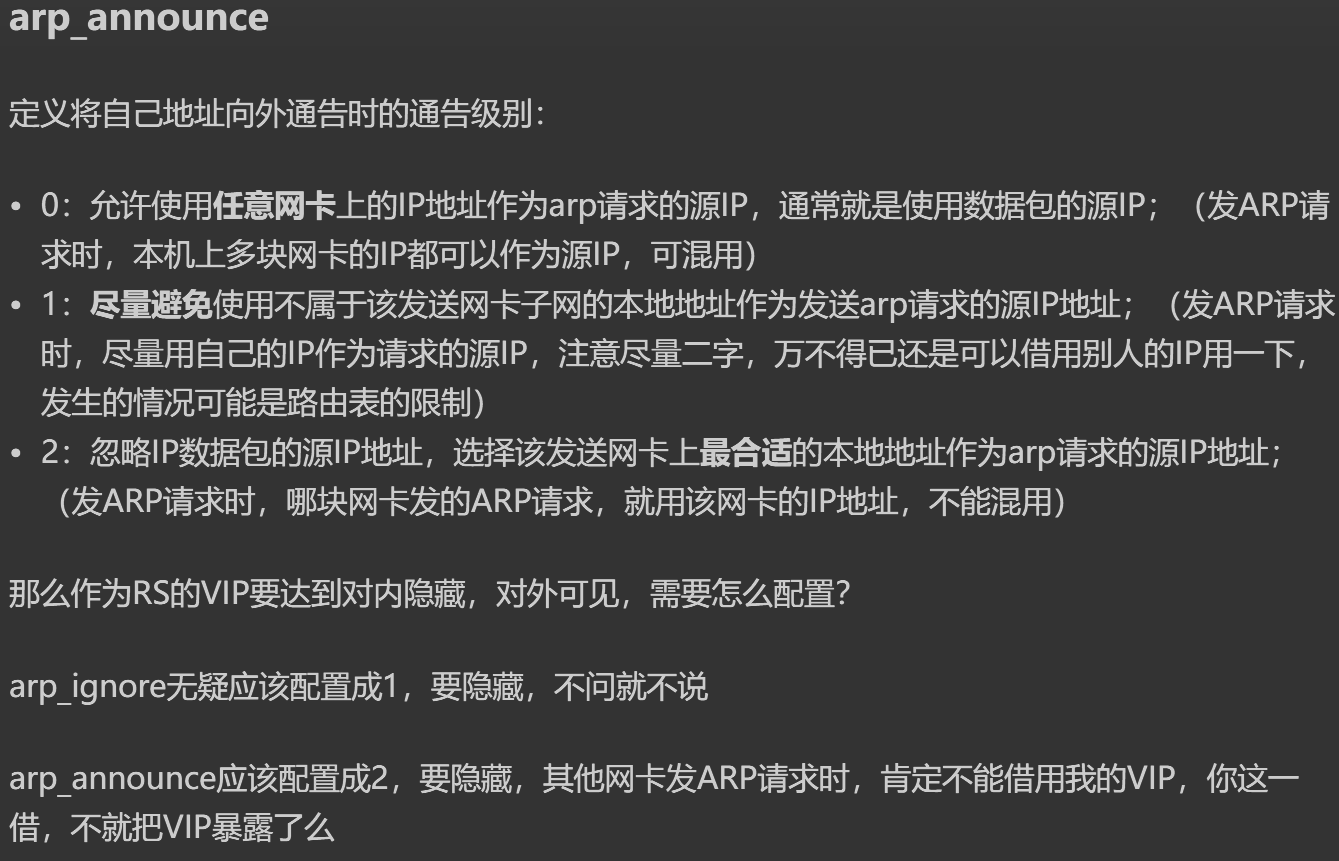 arp_announce
定义将自己地址向外通告时的通告级别：
• 0：允许使用任意网卡上的IP地址作为arp请求的源IP，通常就是使用数据包的源IP；（发ARP请
求时，本机上多块网卡的IP都可以作为源IP，可混用）
• 1：尽量避免使用不属于该发送网卡子网的本地地址作为发送arp请求的源IP地址；（发ARP请求
时，尽量用自己的IP作为请求的源IP，注意尽量二字，万不得已还是可以借用别人的IP用一下，
发生的情况可能是路由表的限制）
• 2：忽略IP数据包的源IP地址，选择该发送网卡上最合适的本地地址作为arp请求的源IP地址；
（发ARP请求时，哪块网卡发的ARP请求，就用该网卡的IP地址，不能混用）
那么作为RS的VIP要达到对内隐藏，对外可见，需要怎么配置？
arp_ignore无疑应该配置成1，要隐藏，不问就不说
arp_announce应该配置成2，要隐藏，其他网卡发ARP请求时，肯定不能借用我的VIP，你这一
借，不就把VIP暴露了么